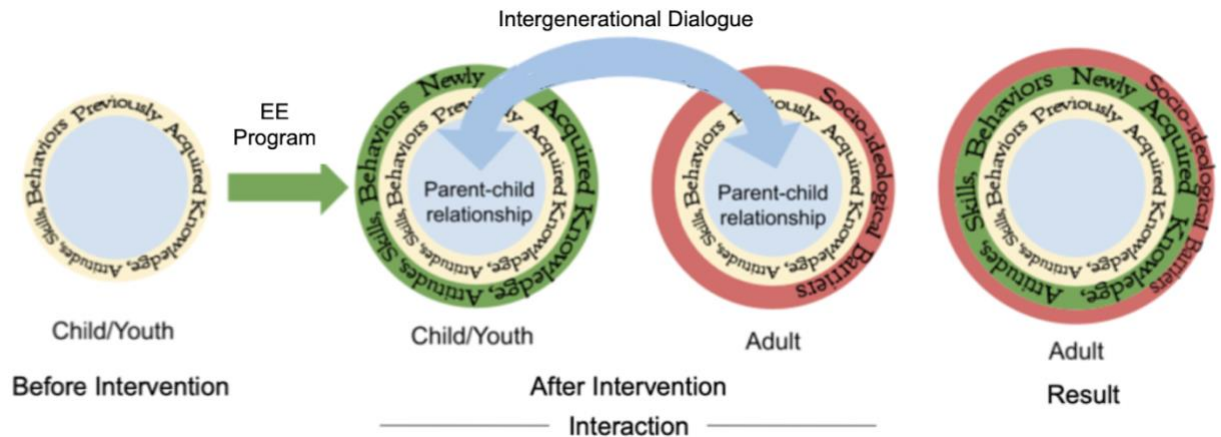 Intergenerational Dialogue
EE
Program
Behaviors Previously Acquired Knowledge, Attitudes, Skills,
Behaviors Newly Acquired Knowledge, Attitudes, Skills,
Behaviors Previously Acquired Knowledge, Attitudes, Skills,
Parent-child
relationship
Socio-ideological Barriers
Behaviors Previously Acquired Knowledge, Attitudes, Skills,
Parent-child
relationship
Socio-ideological Barriers
Behaviors Newly Acquired Knowledge, Attitudes, Skills,
Behaviors Previously Acquired Knowledge, Attitudes, Skills,
Child/Youth
Child/Youth
Adult
Adult
Before Intervention
After Intervention
Result
Interaction